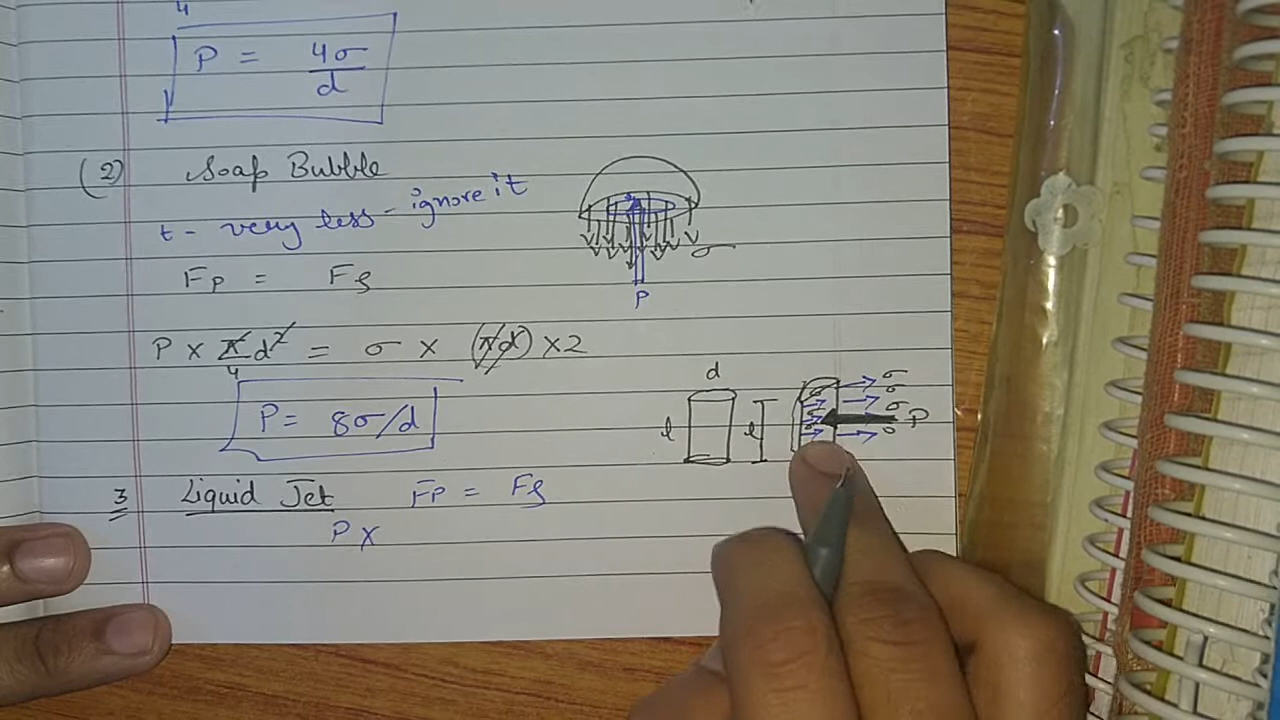 4
P = 4σ/d
(2) Soap Bubble
t - very less - ignore it
σ
Fp = Fs
P
P × π/4 d² = σ × (πd) × 2
d
P = 8σ/d
l l σ σ σ σ P
3 Liquid Jet Fp = Fs
P ×